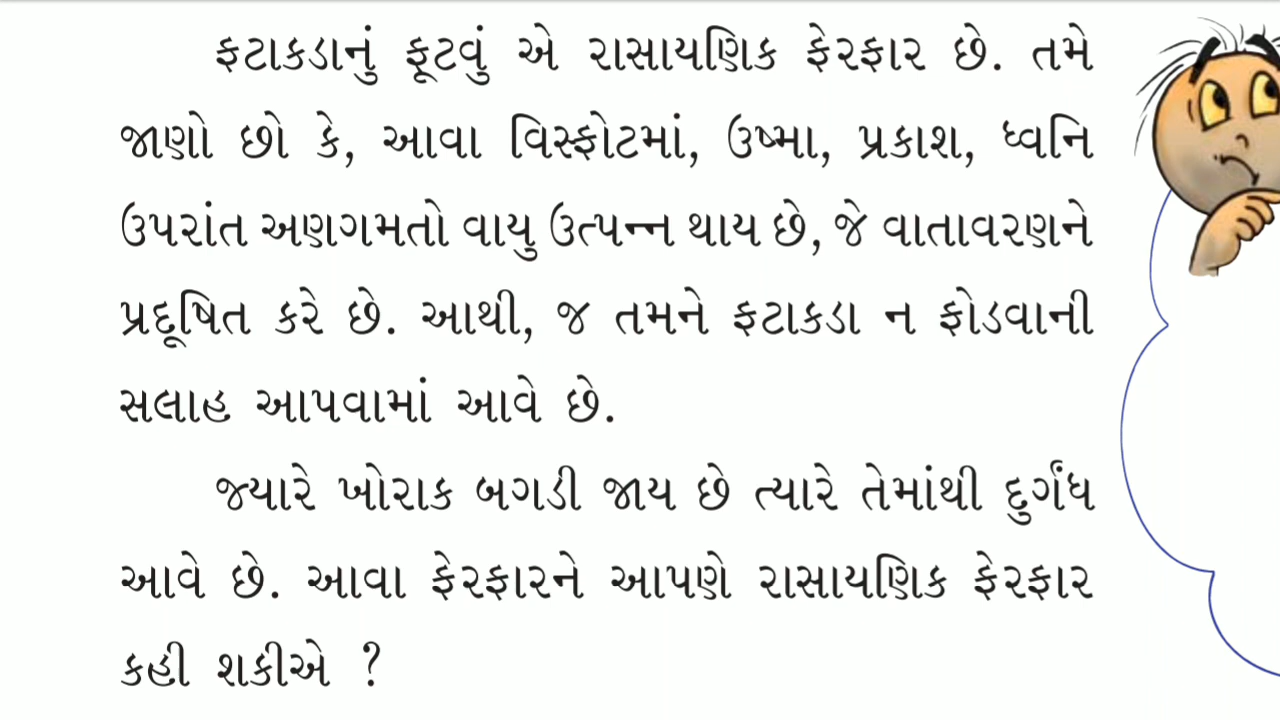 ફટાકડાનું ફૂટવું એ રાસાયણિક ફેરફાર છે. તમે
જાણો છો કે, આવા વિસ્ફોટમાં, ઉષ્મા, પ્રકાશ, ધ્વનિ
ઉપરાંત અણગમતો વાયુ ઉત્પન્ન થાય છે, જે વાતાવરણને
પ્રદૂષિત કરે છે. આથી, જ તમને ફટાકડા ન ફોડવાની
સલાહ આપવામાં આવે છે.
જ્યારે ખોરાક બગડી જાય છે ત્યારે તેમાંથી દુર્ગંધ
આવે છે. આવા ફેરફારને આપણે રાસાયણિક ફેરફાર
કહી શકીએ ?